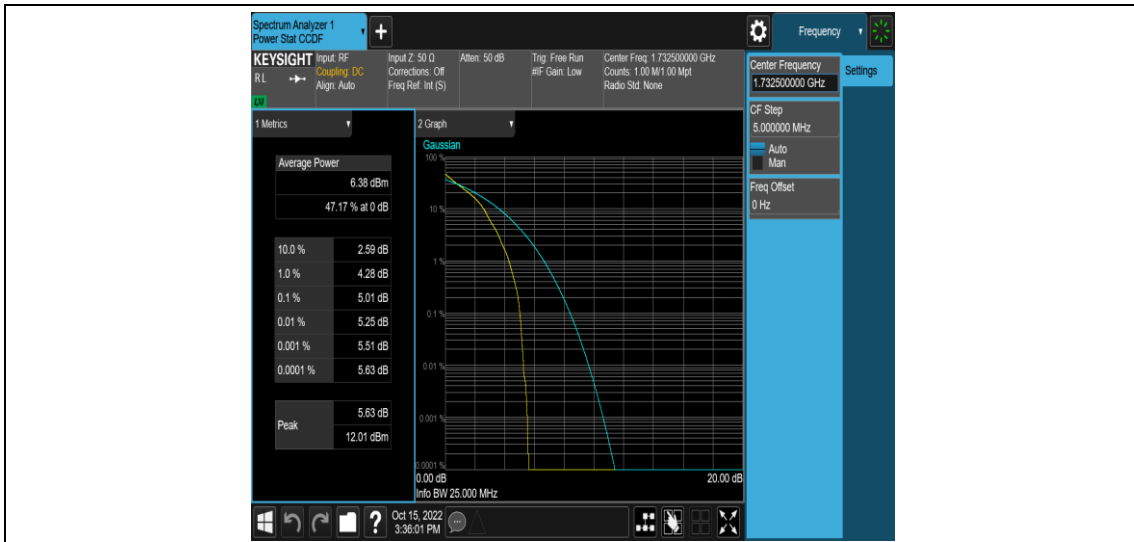 Spectrum Analyzer 1
Power Stat CCDF
Frequency
KEYSIGHT
RL
LM
Input: RF
Coupling: DC
Align: Auto
Input Z: 50 Ω
Corrections: Off
Freq Ref: Int (S)
Atten: 50 dB
Trig: Free Run
#IF Gain: Low
Center Freq: 1.732500000 GHz
Counts: 1.00 M/1.00 Mpt
Radio Std: None
Center Frequency
1.732500000 GHz
Settings
CF Step
5.000000 MHz
Auto
Man
Freq Offset
0 Hz
1 Metrics
Average Power
6.38 dBm
47.17 % at 0 dB
10.0 % 2.59 dB
1.0 % 4.28 dB
0.1 % 5.01 dB
0.01 % 5.25 dB
0.001 % 5.51 dB
0.0001 % 5.63 dB
Peak
5.63 dB
12.01 dBm
2 Graph
Gaussian
100 %
10 %
1 %
0.1 %
0.01 %
0.001 %
0.0001 %
0.00 dB 20.00 dB
Info BW 25.000 MHz
Oct 15, 2022
3:36:01 PM